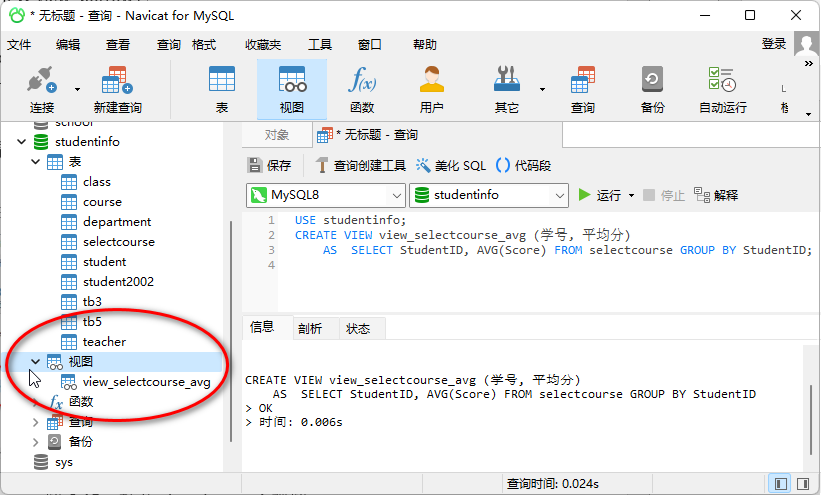 * 无标题 - 查询 - Navicat for MySQL
文件 编辑 查看 查询 格式 收藏夹 工具 窗口 帮助 登录
连接 新建查询 表 视图 函数 用户 其它 查询 备份 自动运行
school
studentinfo
表
class
course
department
selectcourse
student
student2002
tb3
tb5
teacher
视图
view_selectcourse_avg
函数
查询
备份
sys
对象 * 无标题 - 查询
保存 查询创建工具 美化 SQL 代码段
MySQL8 studentinfo 运行 停止 解释
1 USE studentinfo;
2 CREATE VIEW view_selectcourse_avg (学号, 平均分)
3 AS SELECT StudentID, AVG(Score) FROM selectcourse GROUP BY StudentID;
4
信息 剖析 状态
CREATE VIEW view_selectcourse_avg (学号, 平均分)
AS SELECT StudentID, AVG(Score) FROM selectcourse GROUP BY StudentID
> OK
> 时间: 0.006s
查询时间: 0.024s